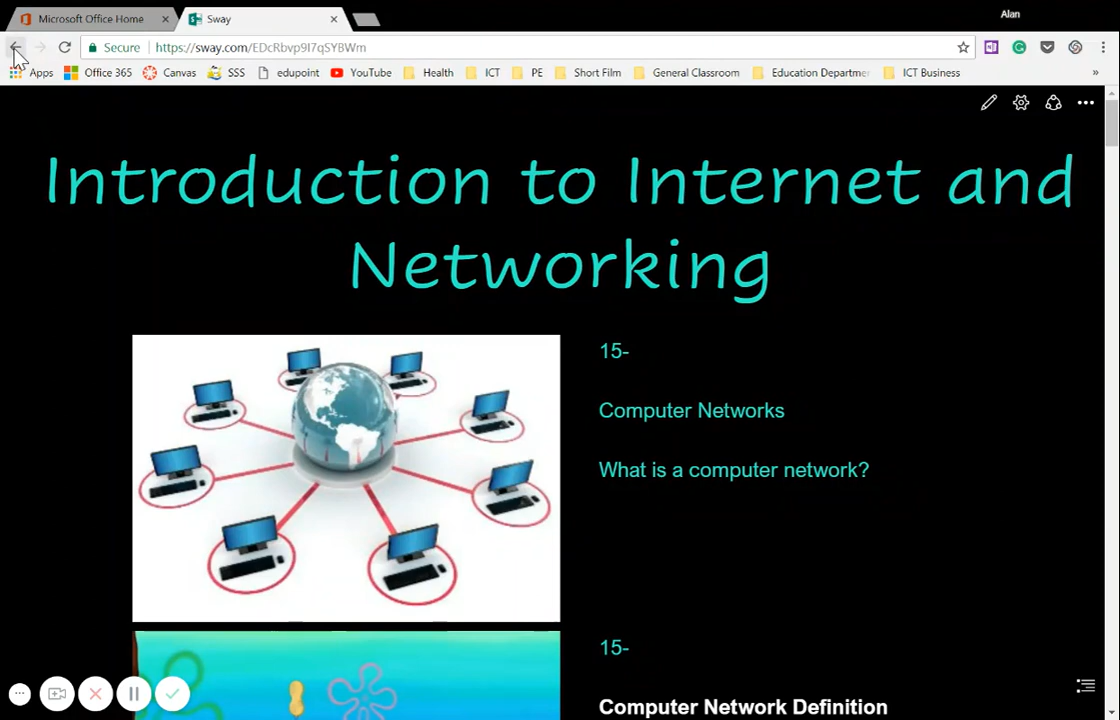 Alan
Microsoft Office Home
Sway
Secure
https://sway.com/EDcRbvp9I7qSYBWm
Apps
Office 365
Canvas
SSS
edupoint
YouTube
Health
ICT
PE
Short Film
General Classroom
Education Departme
ICT Business
»
Introduction to Internet and
Networking
15-
Computer Networks
What is a computer network?
15-
Computer Network Definition